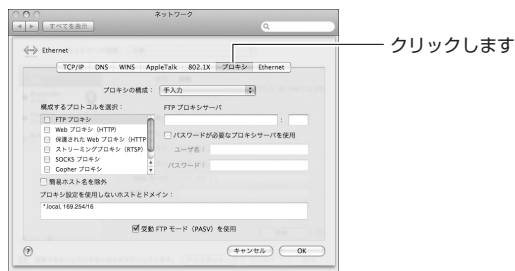 ネットワーク
すべてを表示
Ethernet
クリックします
TCP/IP DNS WINS AppleTalk 802.1X プロキシ Ethernet
プロキシの構成： 手入力
構成するプロトコルを選択： FTP プロキシサーバ
FTP プロキシ
Web プロキシ（HTTP）
保護された Web プロキシ（HTTP
ストリーミングプロキシ（RTSP）
SOCKS プロキシ
Gopher プロキシ
:
パスワードが必要なプロキシサーバを使用
ユーザ名：
パスワード：
簡易ホスト名を除外
プロキシ設定を使用しないホストとドメイン：
*.local, 169.254/16
受動 FTP モード（PASV）を使用
?
キャンセル OK